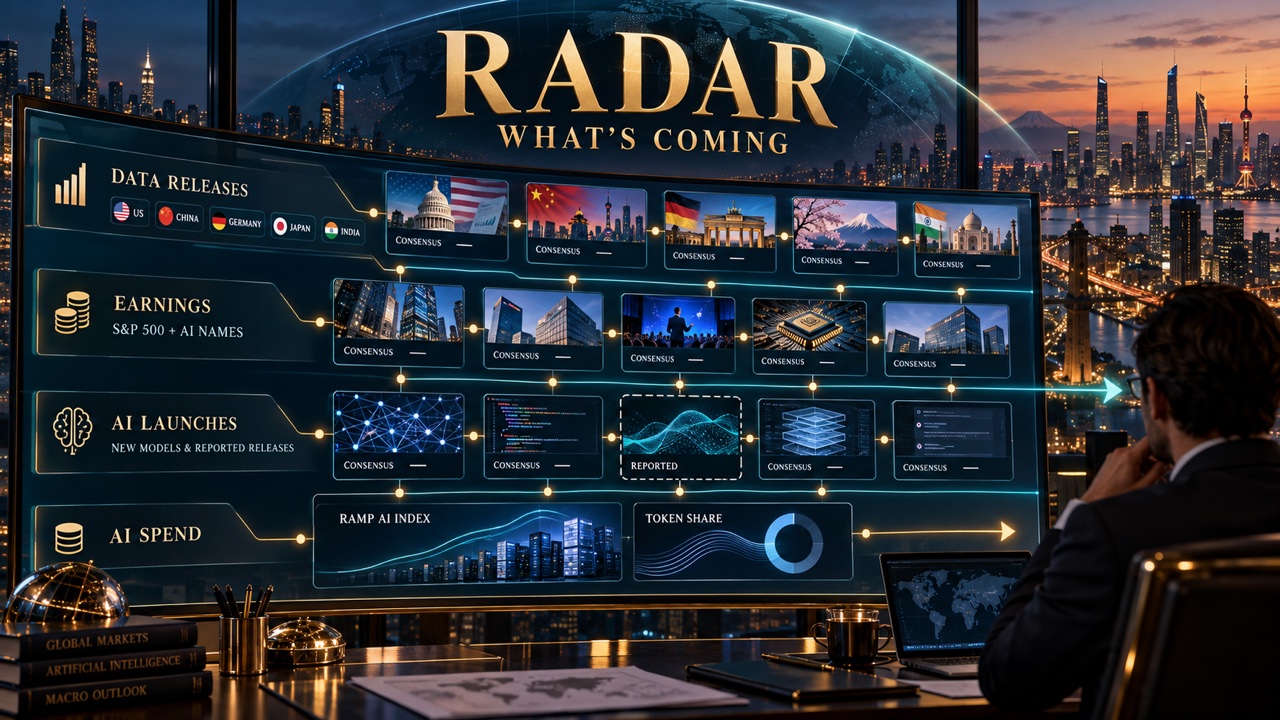 RADAR
WHAT'S COMING
DATA RELEASES
US
CHINA
GERMANY
JAPAN
INDIA
CONSENSUS —
CONSENSUS —
CONSENSUS —
CONSENSUS —
CONSENSUS —
EARNINGS
S&P 500 + AI NAMES
CONSENSUS —
CONSENSUS —
CONSENSUS —
CONSENSUS —
CONSENSUS —
AI LAUNCHES
NEW MODELS & REPORTED RELEASES
CONSENSUS —
CONSENSUS —
REPORTED
CONSENSUS —
CONSENSUS —
AI SPEND
RAMP AI INDEX
TOKEN SHARE
GLOBAL MARKETS
ARTIFICIAL INTELLIGENCE
MACRO OUTLOOK